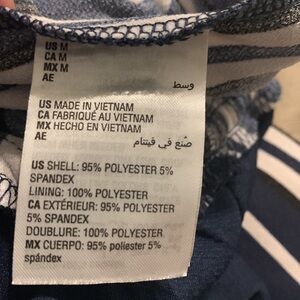 US M
CA M
MX M
AE
وسط
US MADE IN VIETNAM
CA FABRIQUÉ AU VIETNAM
MX HECHO EN VIETNAM
AE
صُنع في فيتنام
US SHELL: 95% POLYESTER 5%
SPANDEX
LINING: 100% POLYESTER
CA EXTÉRIEUR: 95% POLYESTER
5% SPANDEX
DOUBLURE: 100% POLYESTER
MX CUERPO: 95% poliester 5%
spándex